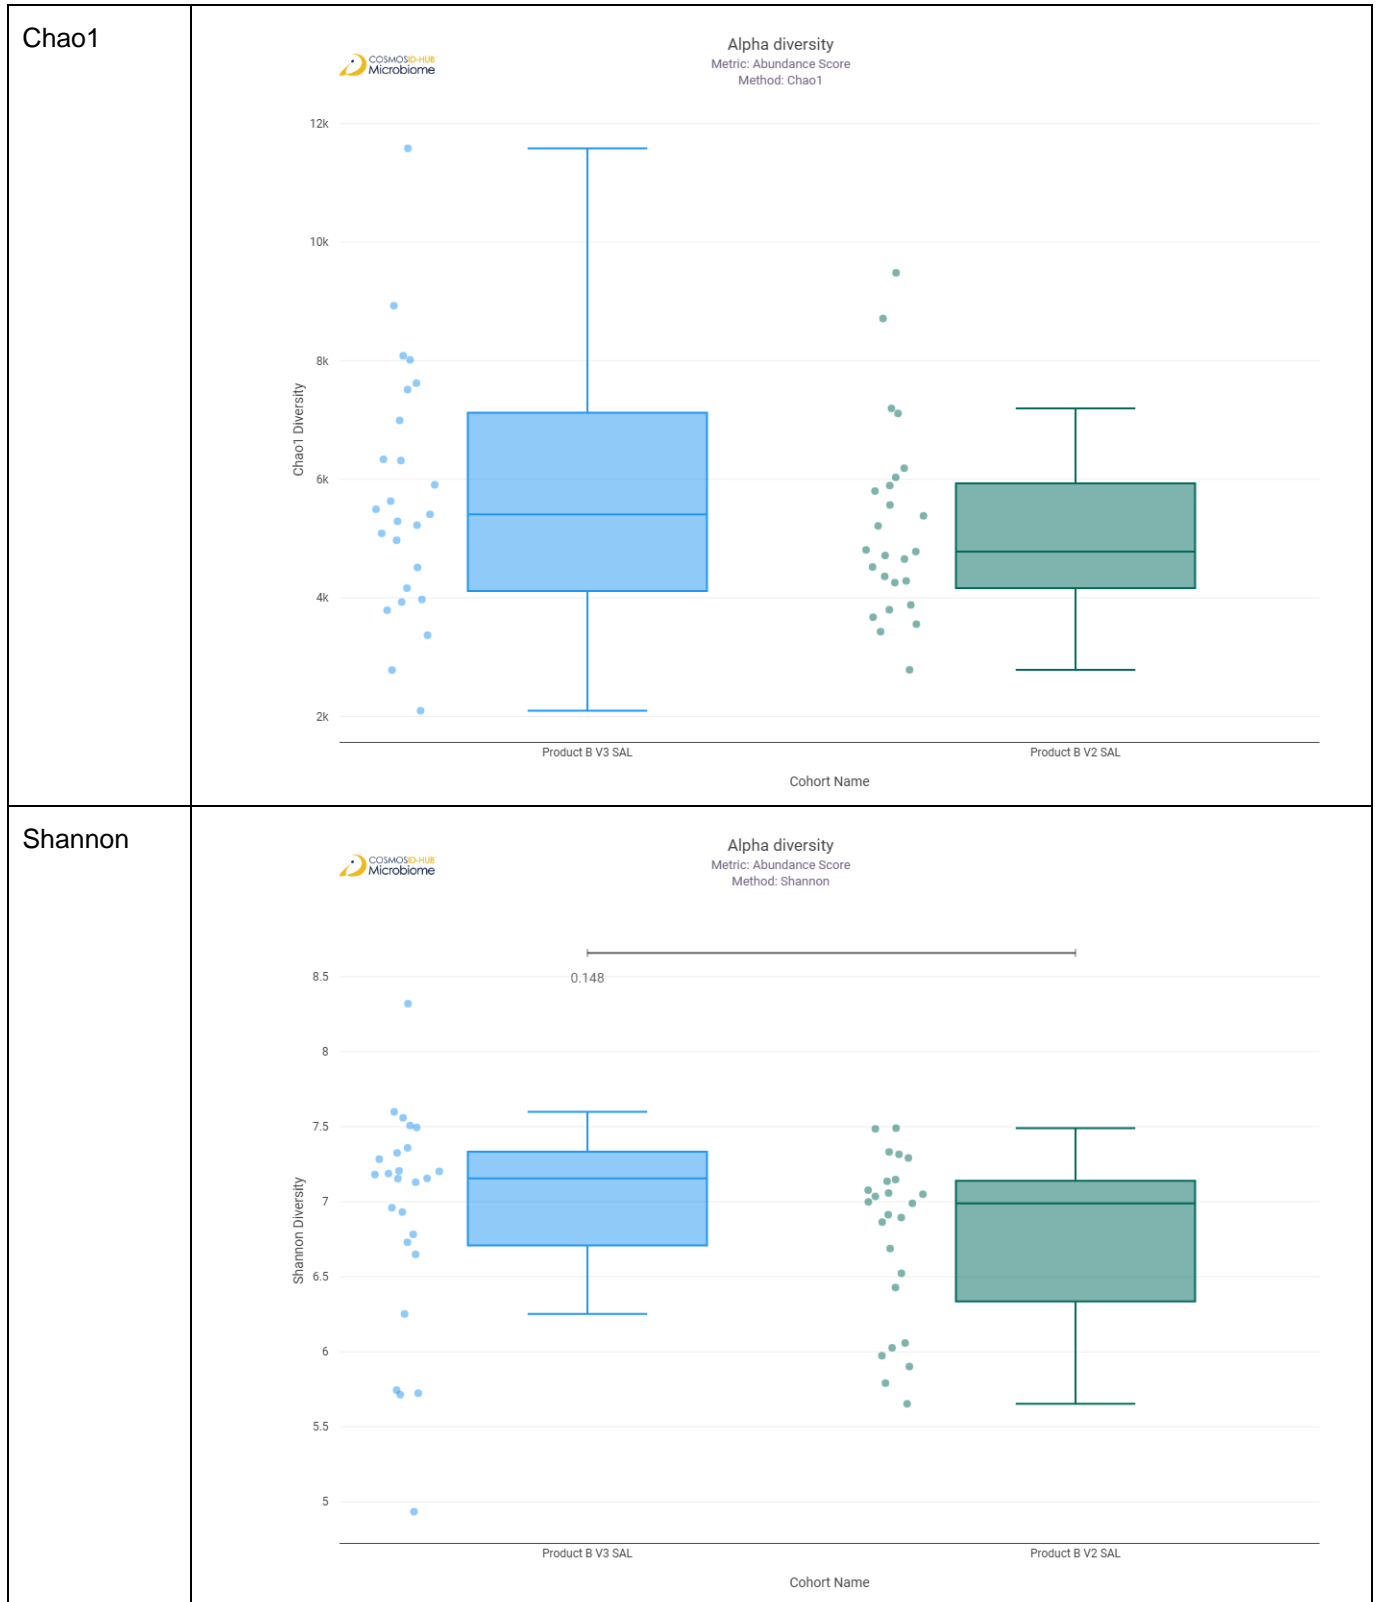 Chao1
COSMOSID-HUB
Microbiome
Alpha diversity
Metric: Abundance Score
Method: Chao1
12k
10k
8k
6k
4k
2k
Chao1 Diversity
Product B V3 SAL
Product B V2 SAL
Cohort Name
Shannon
COSMOSID-HUB
Microbiome
Alpha diversity
Metric: Abundance Score
Method: Shannon
0.148
8.5
8
7.5
7
6.5
6
5.5
5
Shannon Diversity
Product B V3 SAL
Product B V2 SAL
Cohort Name